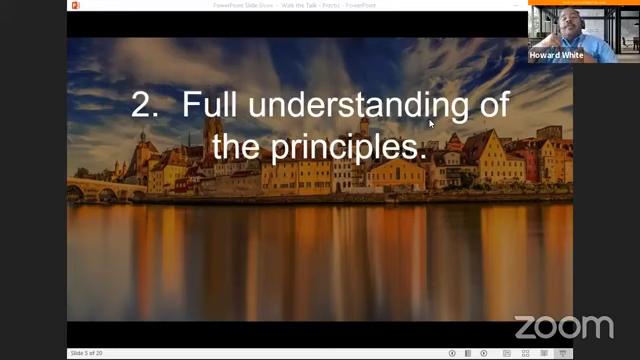 PowerPoint Slide Show - Walk the Talk - Promo - PowerPoint
Howard White
2. Full understanding of
the principles.
zoom
Slide 5 of 20